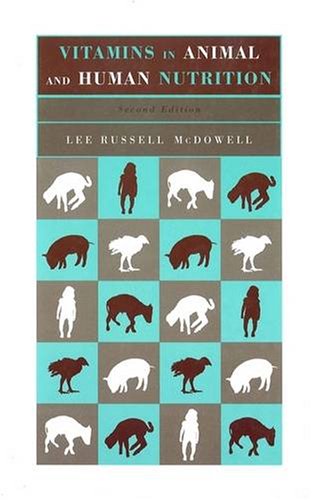 VITAMINS IN ANIMAL
AND HUMAN NUTRITION
Second Edition
LEE RUSSELL McDOWELL